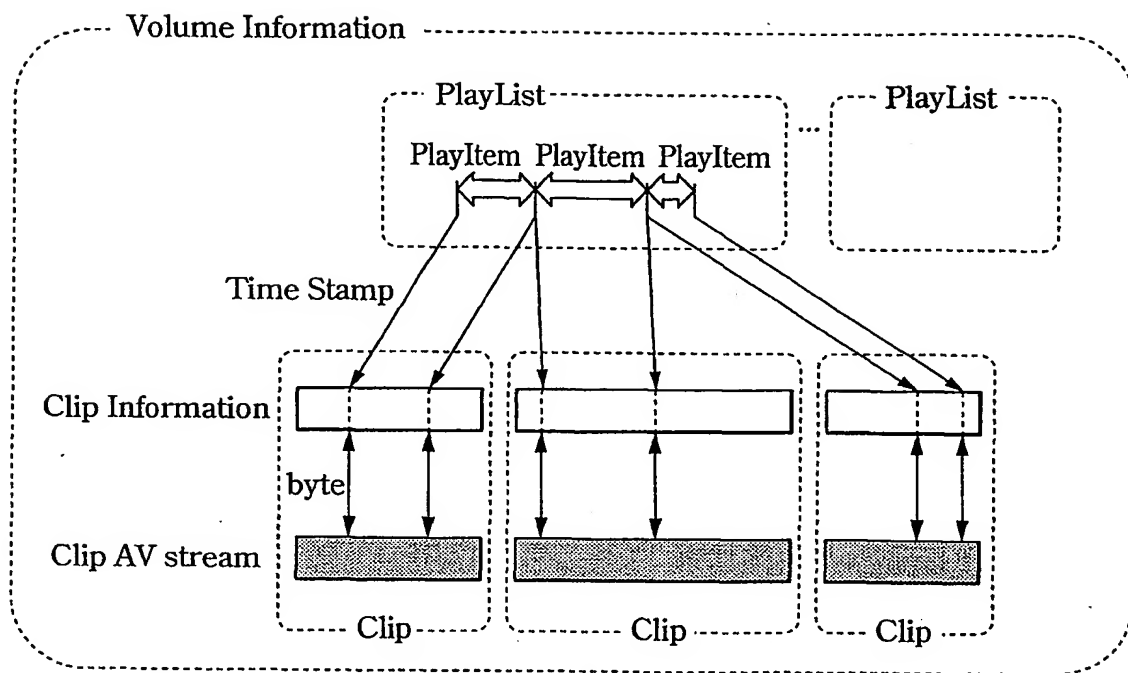 Volume Information
PlayList
PlayList
...
PlayItem PlayItem PlayItem
Time Stamp
Clip Information
byte
Clip AV stream
Clip
Clip
Clip